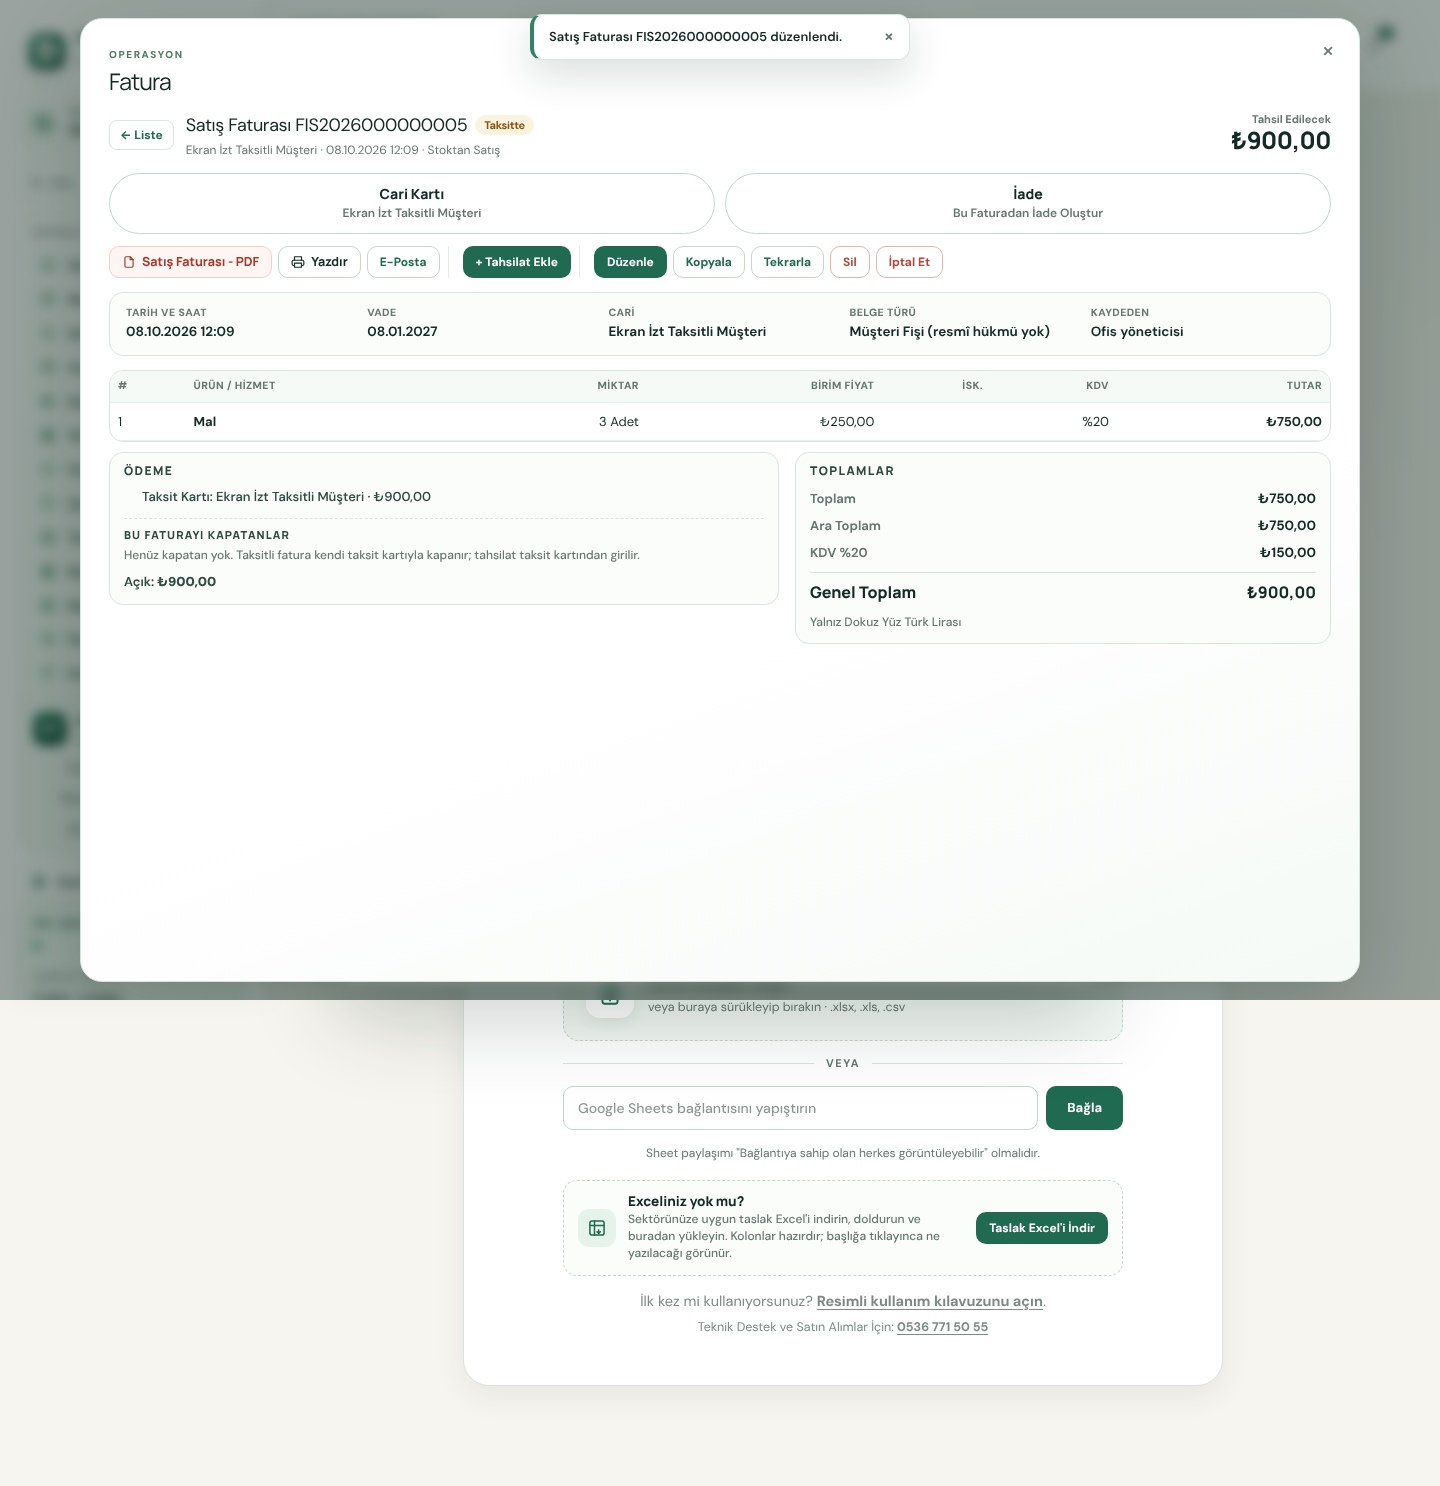 Satış Faturası FIS2026000000005 düzenlendi.
×
OPERASYON
×
Fatura
← Liste
Satış Faturası FIS2026000000005
Taksitte
Ekran İzt Taksitli Müşteri · 08.10.2026 12:09 · Stoktan Satış
Tahsil Edilecek
₺900,00
Cari Kartı
Ekran İzt Taksitli Müşteri
İade
Bu Faturadan İade Oluştur
Satış Faturası - PDF
Yazdır
E-Posta
+ Tahsilat Ekle
Düzenle
Kopyala
Tekrarla
Sil
İptal Et
TARİH VE SAAT
08.10.2026 12:09
VADE
08.01.2027
CARİ
Ekran İzt Taksitli Müşteri
BELGE TÜRÜ
Müşteri Fişi (resmî hükmü yok)
KAYDEDEN
Ofis yöneticisi
# ÜRÜN / HİZMET MİKTAR BİRİM FİYAT İSK. KDV TUTAR
1 Mal 3 Adet ₺250,00 %20 ₺750,00
ÖDEME
Taksit Kartı: Ekran İzt Taksitli Müşteri · ₺900,00
BU FATURAYI KAPATANLAR
Henüz kapatan yok. Taksitli fatura kendi taksit kartıyla kapanır; tahsilat taksit kartından girilir.
Açık: ₺900,00
TOPLAMLAR
Toplam ₺750,00
Ara Toplam ₺750,00
KDV %20 ₺150,00
Genel Toplam ₺900,00
Yalnız Dokuz Yüz Türk Lirası
veya buraya sürükleyip bırakın · .xlsx, .xls, .csv
VEYA
Google Sheets bağlantısını yapıştırın
Bağla
Sheet paylaşımı "Bağlantıya sahip olan herkes görüntüleyebilir" olmalıdır.
Exceliniz yok mu?
Sektörünüze uygun taslak Excel'i indirin, doldurun ve
buradan yükleyin. Kolonlar hazırdır; başlığa tıklayınca ne
yazılacağı görünür.
Taslak Excel'i İndir
İlk kez mi kullanıyorsunuz? Resimli kullanım kılavuzunu açın.
Teknik Destek ve Satın Alımlar İçin: 0536 771 50 55